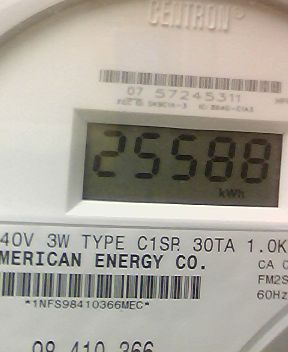 CENTRON®
07 57245311
25588
kWh
40V 3W TYPE C1SR 30TA 1.0K
MERICAN ENERGY CO.
CA 0
FM2S
60Hz
*1NFS98410366MEC*
98 410 366